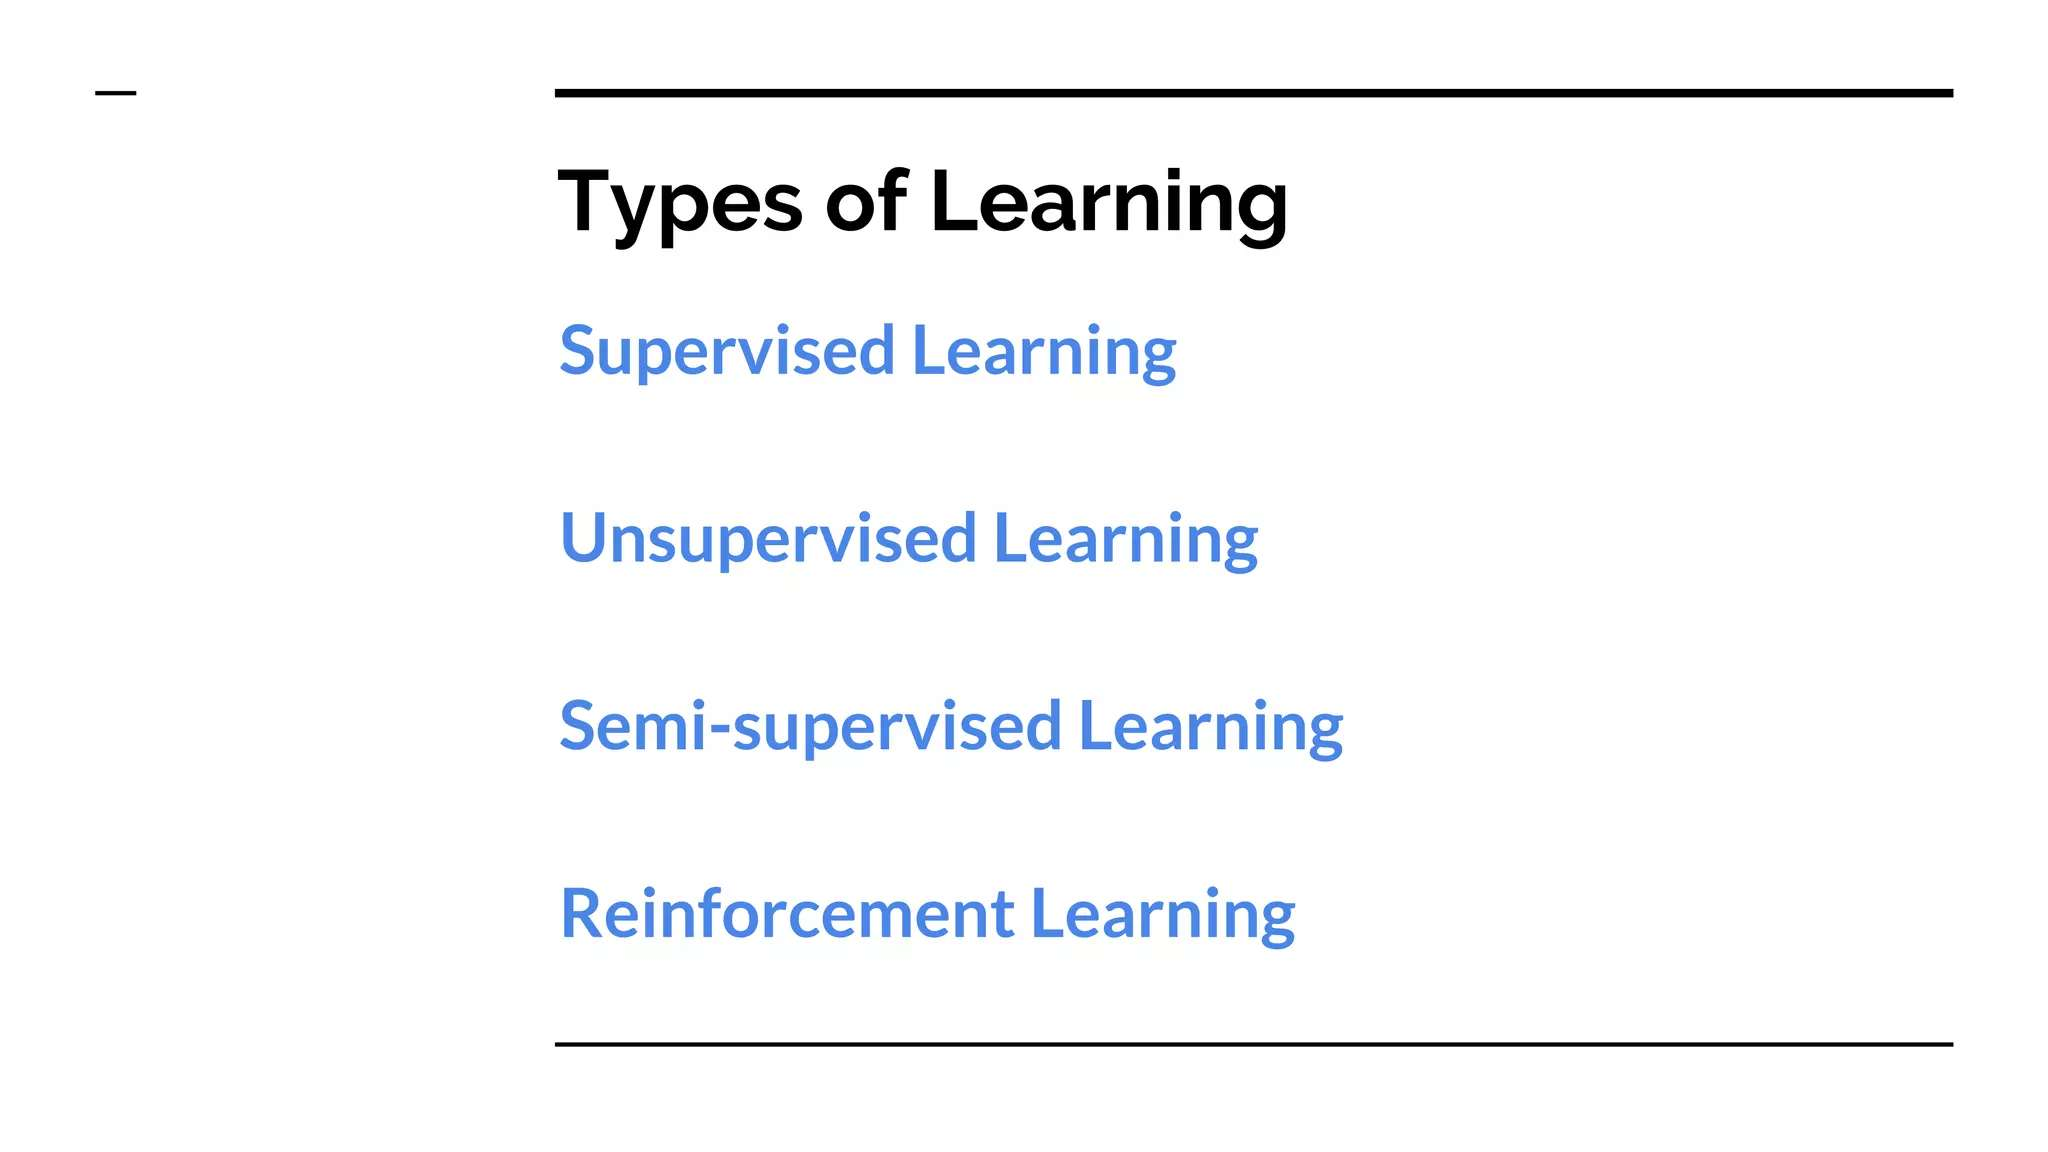 Types of Learning
Supervised Learning
Unsupervised Learning
Semi-supervised Learning
Reinforcement Learning